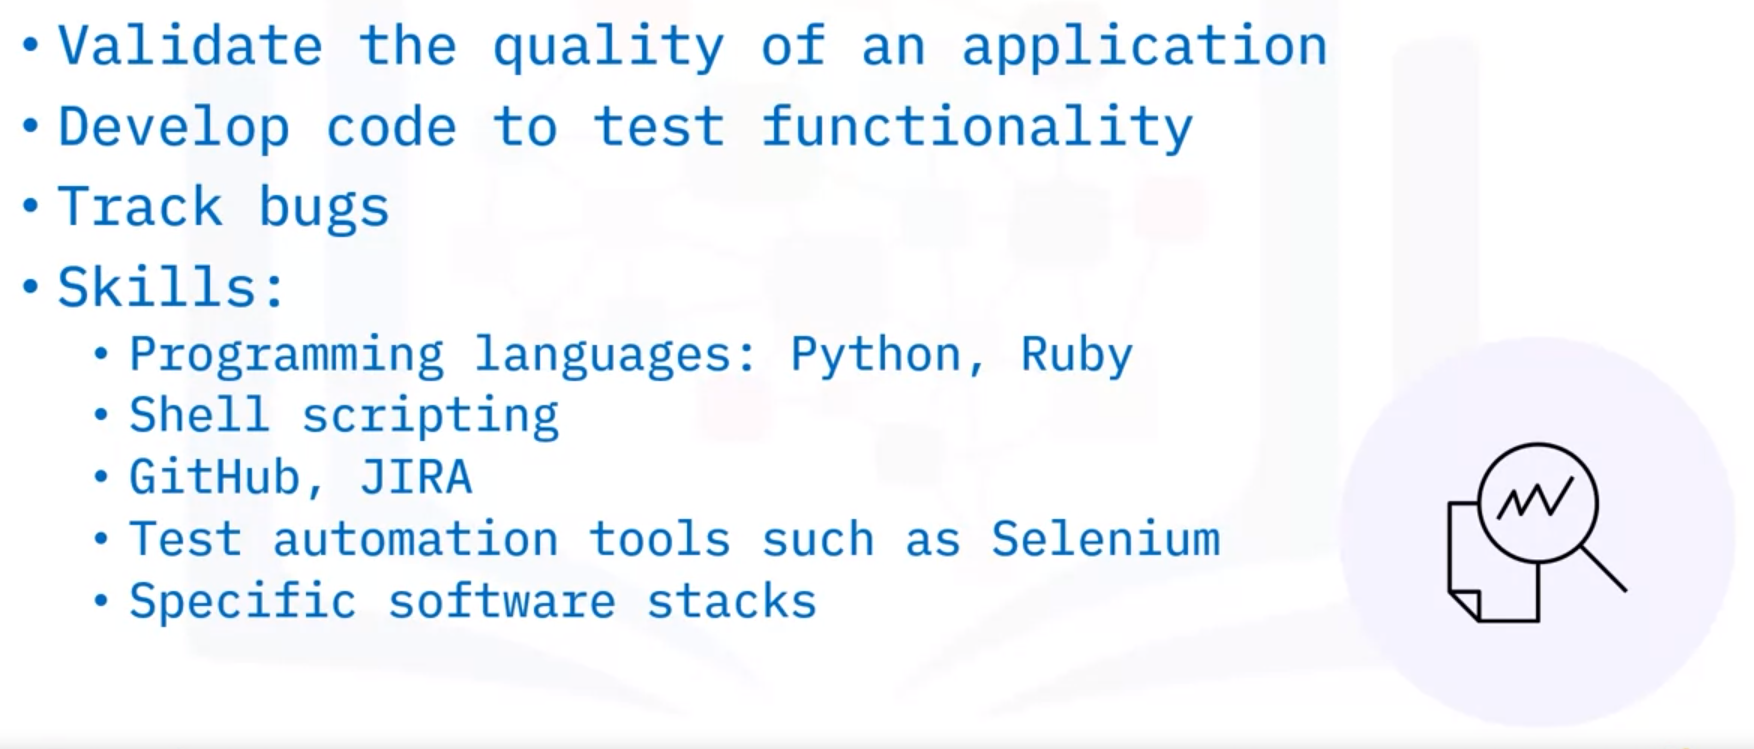 • Validate the quality of an application
• Develop code to test functionality
• Track bugs
• Skills:
• Programming languages: Python, Ruby
• Shell scripting
• GitHub, JIRA
• Test automation tools such as Selenium
• Specific software stacks